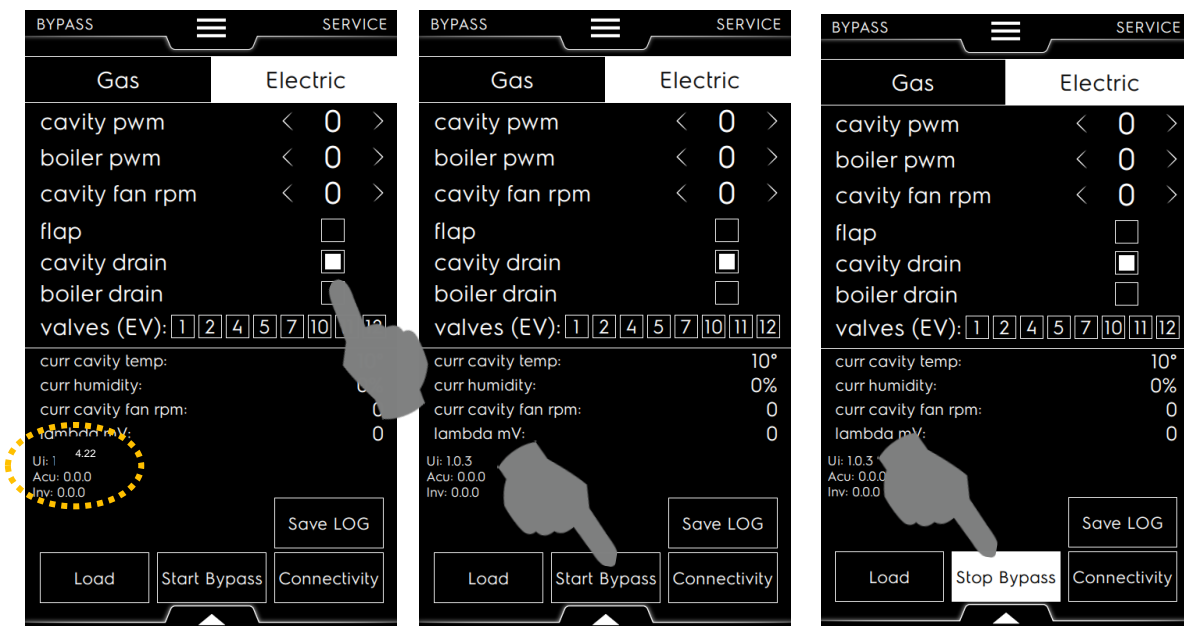 BYPASS SERVICE
Gas Electric
cavity pwm < 0 >
boiler pwm < 0 >
cavity fan rpm < 0 >
flap
cavity drain
boiler drain
valves (EV): 1 2 4 5 7 10 12
curr cavity temp:
curr humidity:
curr cavity fan rpm: 0
lambda mV: 0
Ui: 1 4.22
Acu: 0.0.0
Inv: 0.0.0
Save LOG
Load Start Bypass Connectivity
BYPASS SERVICE
Gas Electric
cavity pwm < 0 >
boiler pwm < 0 >
cavity fan rpm < 0 >
flap
cavity drain
boiler drain
valves (EV): 1 2 4 5 7 10 11 12
curr cavity temp: 10°
curr humidity: 0%
curr cavity fan rpm: 0
lambda mV: 0
Ui: 1.0.3
Acu: 0.0.0
Inv: 0.0.0
Save LOG
Load Start Bypass Connectivity
BYPASS SERVICE
Gas Electric
cavity pwm < 0 >
boiler pwm < 0 >
cavity fan rpm < 0 >
flap
cavity drain
boiler drain
valves (EV): 1 2 4 5 7 10 11 12
curr cavity temp: 10°
curr humidity: 0%
curr cavity fan rpm: 0
lambda mV: 0
Ui: 1.0.3
Acu: 0.0.0
Inv: 0.0.0
Save LOG
Load Stop Bypass Connectivity